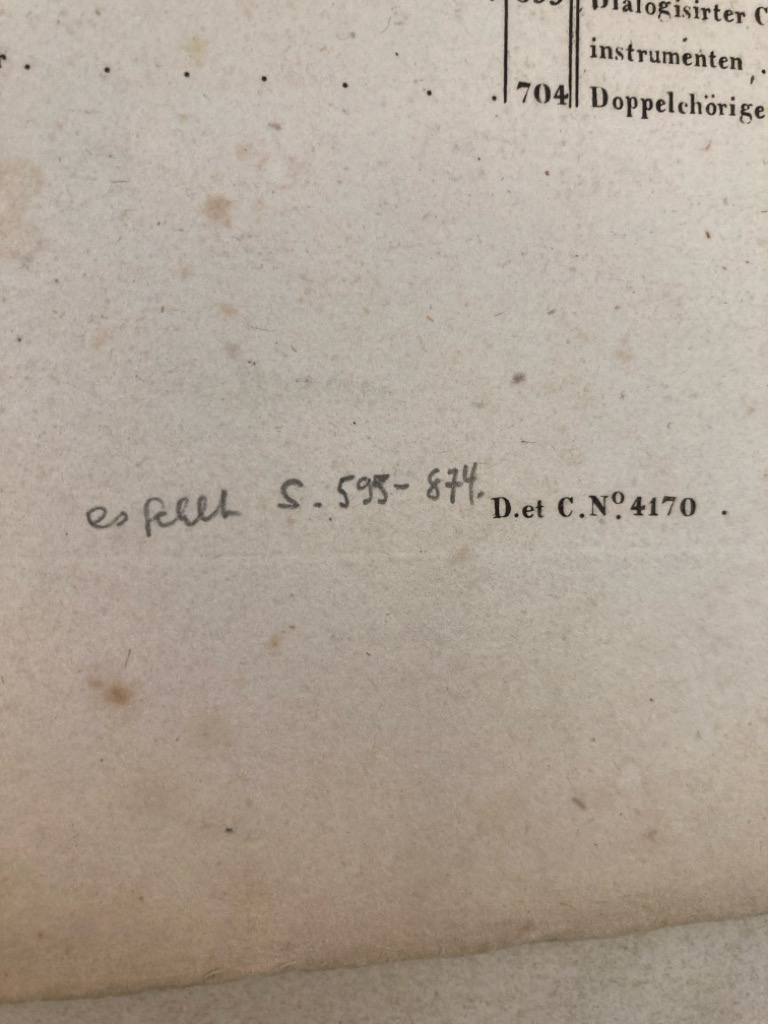 Dialogisirter C
instrumenten , .
r . . . . . . . 704 Doppelchörige
es fehlt S. 595- 874. D.et C.Nº.4170 .